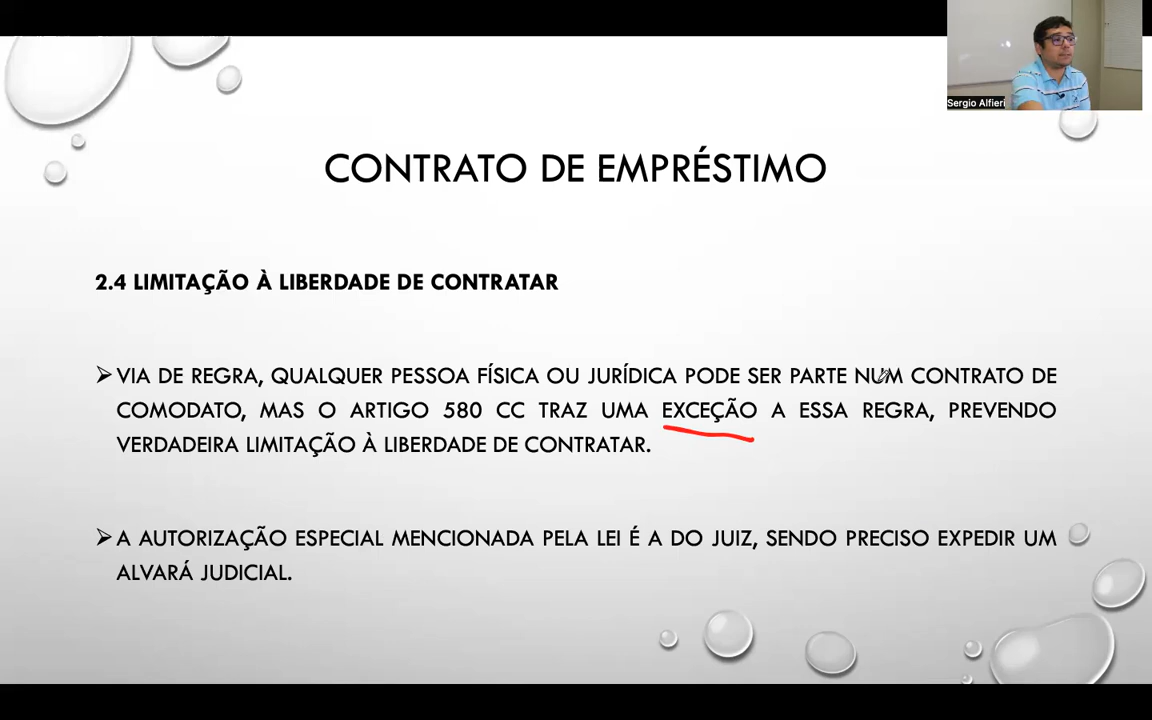 Sergio Alfieri
CONTRATO DE EMPRÉSTIMO
2.4 LIMITAÇÃO À LIBERDADE DE CONTRATAR
VIA DE REGRA, QUALQUER PESSOA FÍSICA OU JURÍDICA PODE SER PARTE NUM CONTRATO DE
COMODATO, MAS O ARTIGO 580 CC TRAZ UMA EXCEÇÃO A ESSA REGRA, PREVENDO
VERDADEIRA LIMITAÇÃO À LIBERDADE DE CONTRATAR.
A AUTORIZAÇÃO ESPECIAL MENCIONADA PELA LEI É A DO JUIZ, SENDO PRECISO EXPEDIR UM
ALVARÁ JUDICIAL.